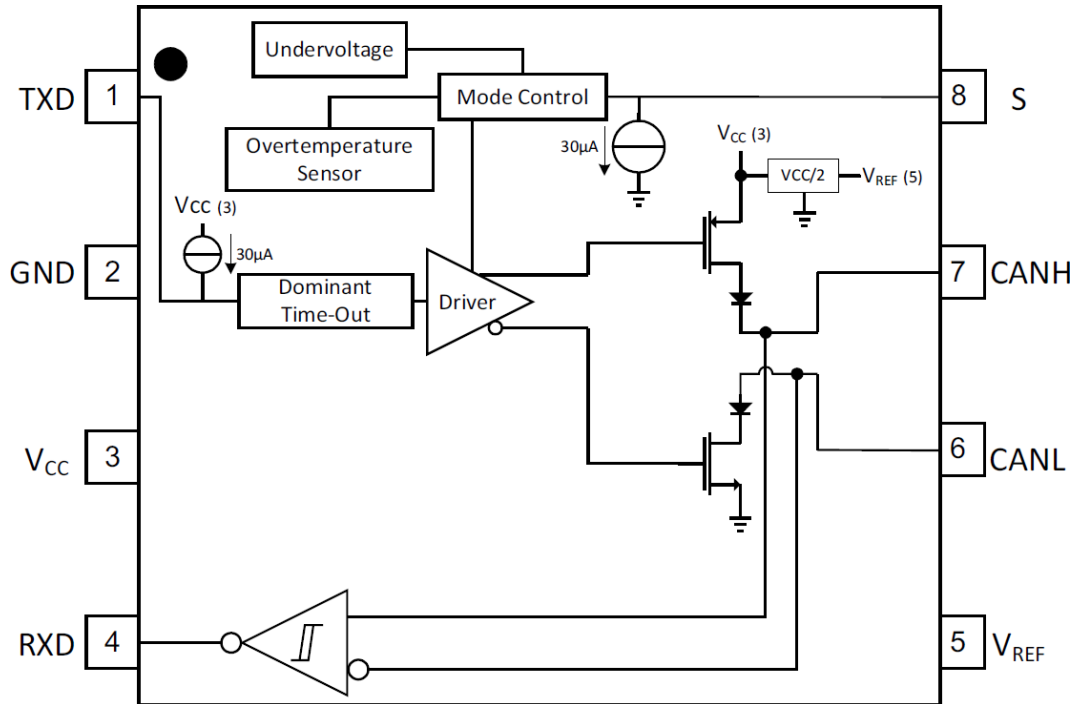 Undervoltage
TXD
1
Mode Control
8
S
Overtemperature
Sensor
30µA
VCC (3)
VCC/2
VREF (5)
VCC (3)
30µA
GND
2
Dominant
Time-Out
Driver
7
CANH
VCC
3
6
CANL
RXD
4
5
VREF